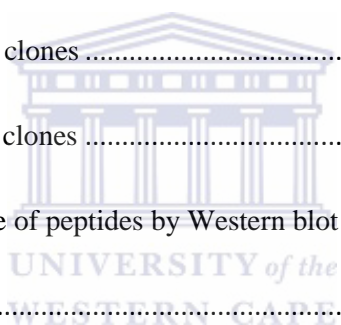 clones ..................................
clones ..................................
e of peptides by Western blot
UNIVERSITY of the
...........................................
WESTERN CAPE